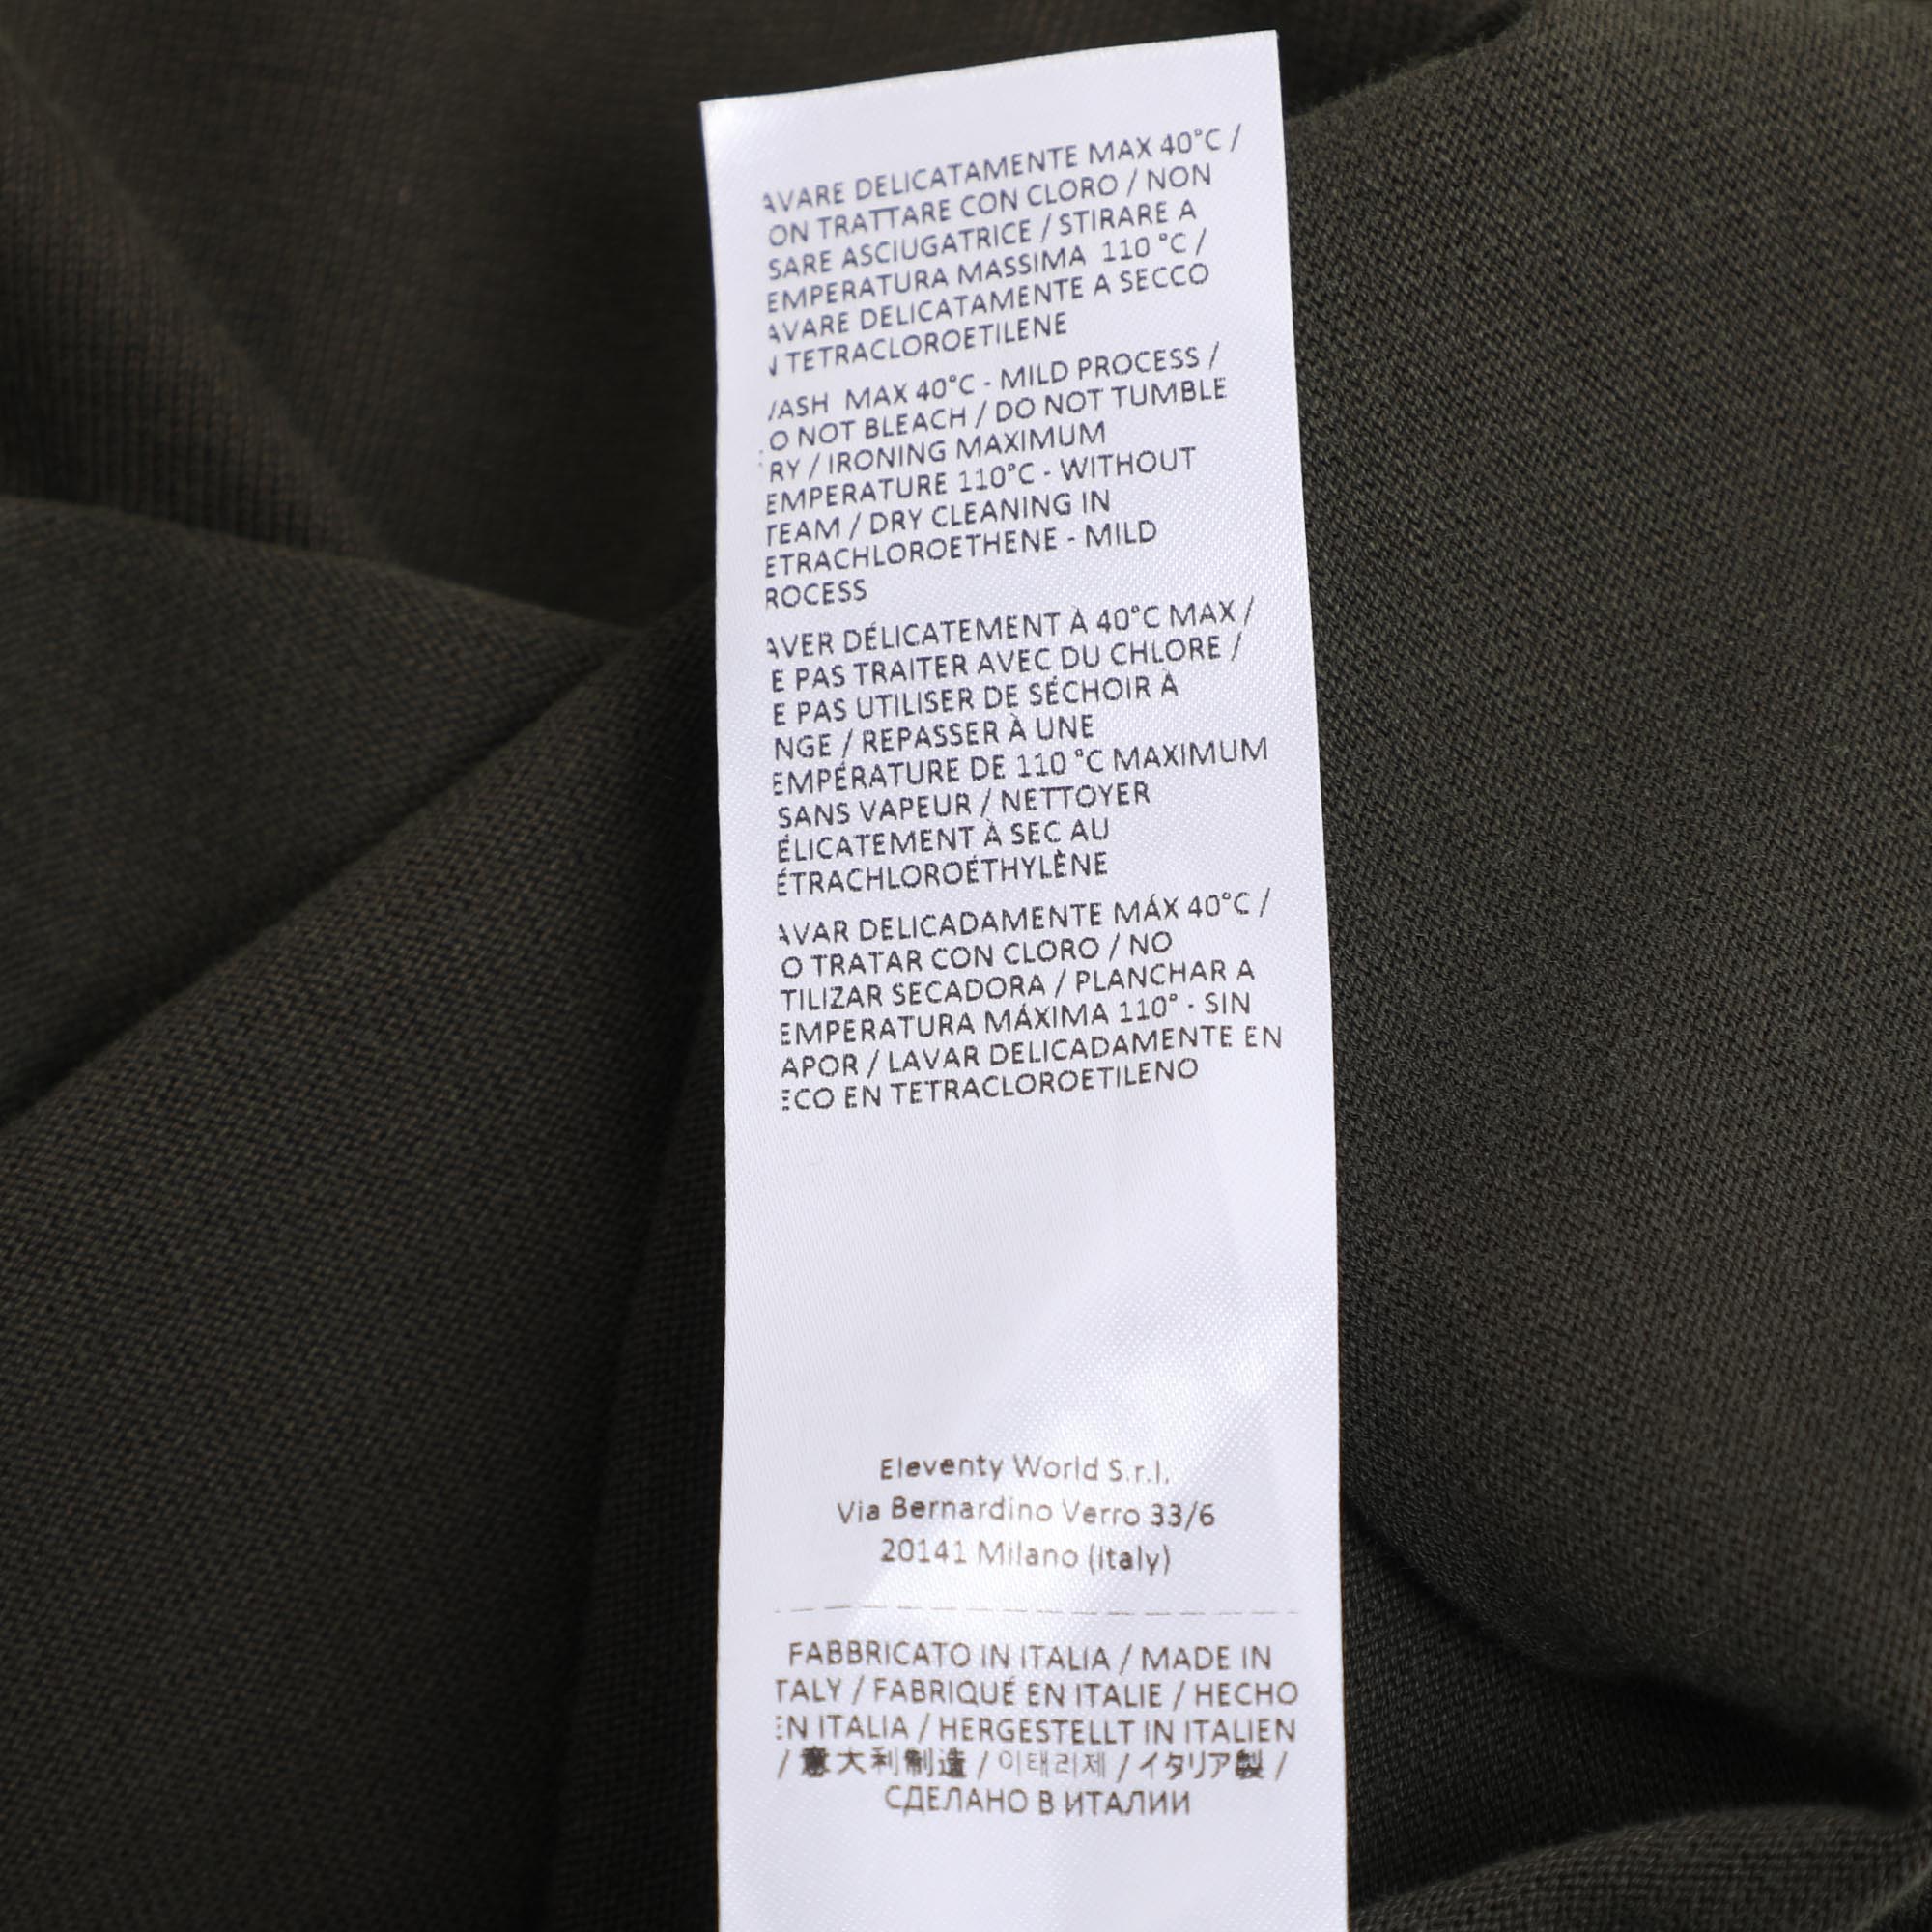 AVARE DELICATAMENTE MAX 40°C /
ON TRATTARE CON CLORO / NON
SARE ASCIUGATRICE / STIRARE A
EMPERATURA MASSIMA 110 °C /
AVARE DELICATAMENTE A SECCO
N TETRACLOROETILENE
ASH MAX 40°C - MILD PROCESS /
O NOT BLEACH / DO NOT TUMBLE
RY / IRONING MAXIMUM
EMPERATURE 110°C - WITHOUT
TEAM / DRY CLEANING IN
ETRACHLOROETHENE - MILD
ROCESS
AVER DÉLICATEMENT À 40°C MAX /
E PAS TRAITER AVEC DU CHLORE /
E PAS UTILISER DE SÉCHOIR À
NGE / REPASSER À UNE
EMPÉRATURE DE 110 °C MAXIMUM
SANS VAPEUR / NETTOYER
ÉLICATEMENT À SEC AU
ÉTRACHLOROÉTHYLÈNE
AVAR DELICADAMENTE MÁX 40°C /
O TRATAR CON CLORO / NO
TILIZAR SECADORA / PLANCHAR A
EMPERATURA MÁXIMA 110° - SIN
APOR / LAVAR DELICADAMENTE EN
ECO EN TETRACLOROETILENO
Eleventy World S.r.l.
Via Bernardino Verro 33/6
20141 Milano (Italy)
FABBRICATO IN ITALIA / MADE IN
TALY / FABRIQUÉ EN ITALIE / HECHO
EN ITALIA / HERGESTELLT IN ITALIEN
/ 意大利制造 / 이태리제 / イタリア製 /
СДЕЛАНО В ИТАЛИИ